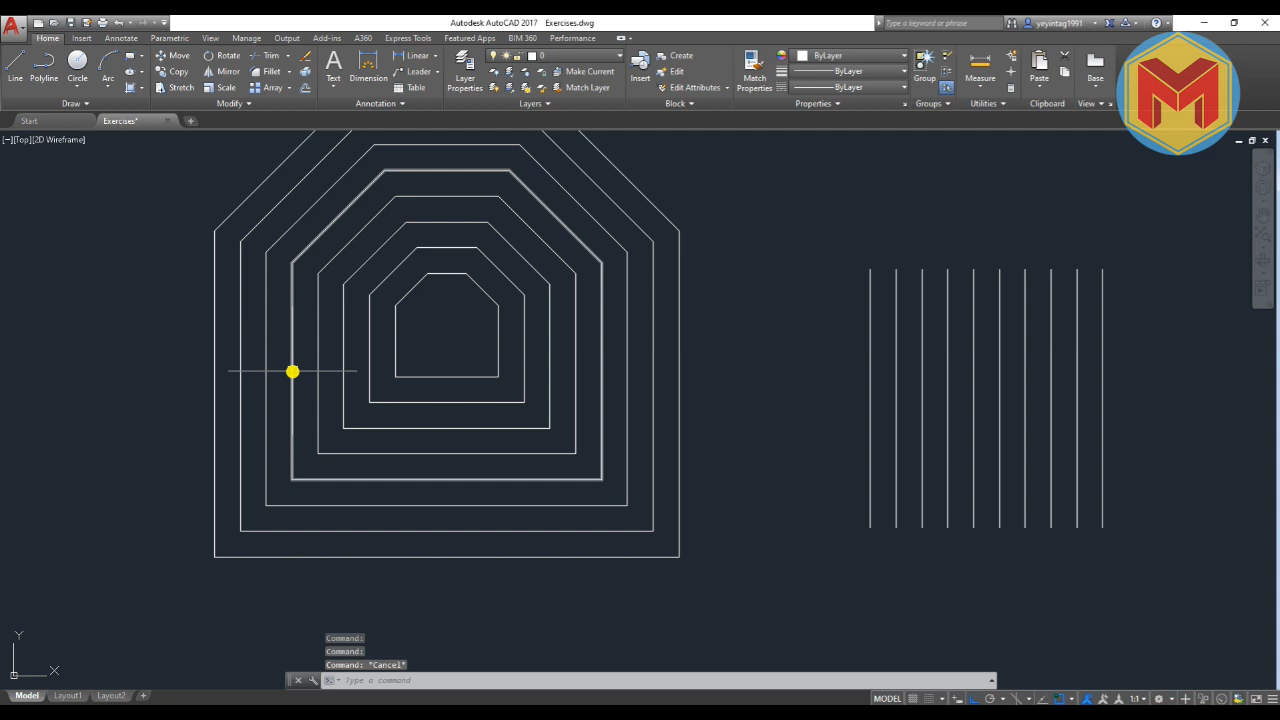 Autodesk AutoCAD 2017   Exercises.dwg
Type a keyword or phrase
yeyintag1991
Home Insert Annotate Parametric View Manage Output Add-ins A360 Express Tools Featured Apps BIM 360 Performance
Line Polyline Circle Arc
Move Rotate Trim
Copy Mirror Fillet
Stretch Scale Array
Text Dimension
Linear
Leader
Table
Layer Properties
0
Make Current
Match Layer
Insert
Create
Edit
Edit Attributes
Match Properties
ByLayer
ByLayer
ByLayer
Group
Measure
Paste
Base
Draw Modify Annotation Layers Block Properties Groups Utilities Clipboard View
Start Exercises*
[−][Top][2D Wireframe]
M
Y
X
Command:
Command:
Command: *Cancel*
Type a command
Model Layout1 Layout2
MODEL
1:1